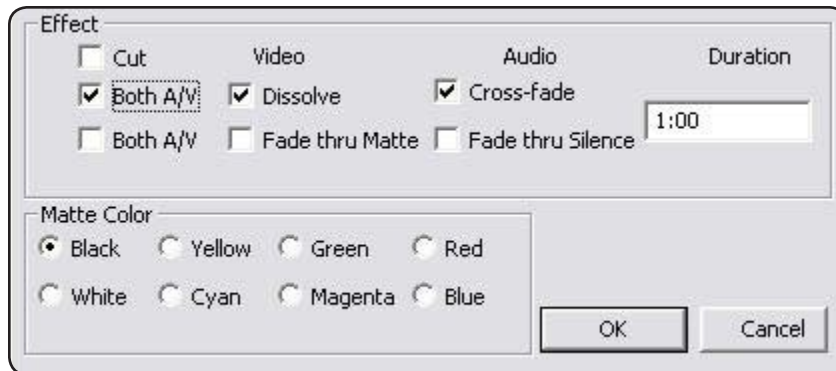 Effect
Cut Video Audio Duration
Both A/V Dissolve Cross-fade
1:00
Both A/V Fade thru Matte Fade thru Silence
Matte Color
Black Yellow Green Red
White Cyan Magenta Blue
OK Cancel